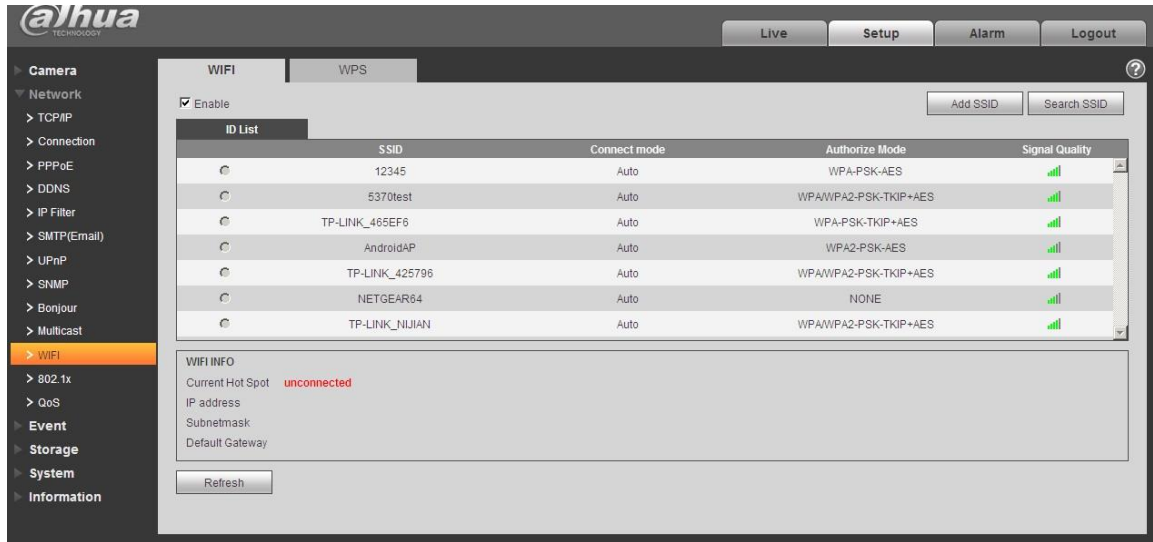 alhua
TECHNOLOGY
Live Setup Alarm Logout
Camera
Network
> TCP/IP
> Connection
> PPPoE
> DDNS
> IP Filter
> SMTP(Email)
> UPnP
> SNMP
> Bonjour
> Multicast
> WIFI
> 802.1x
> QoS
Event
Storage
System
Information
WIFI WPS
?
Enable Add SSID Search SSID
ID List
SSID Connect mode Authorize Mode Signal Quality
12345 Auto WPA-PSK-AES
5370test Auto WPA/WPA2-PSK-TKIP+AES
TP-LINK_465EF6 Auto WPA-PSK-TKIP+AES
AndroidAP Auto WPA2-PSK-AES
TP-LINK_425796 Auto WPA/WPA2-PSK-TKIP+AES
NETGEAR64 Auto NONE
TP-LINK_NIJIAN Auto WPA/WPA2-PSK-TKIP+AES
WIFI INFO
Current Hot Spot unconnected
IP address
Subnetmask
Default Gateway
Refresh